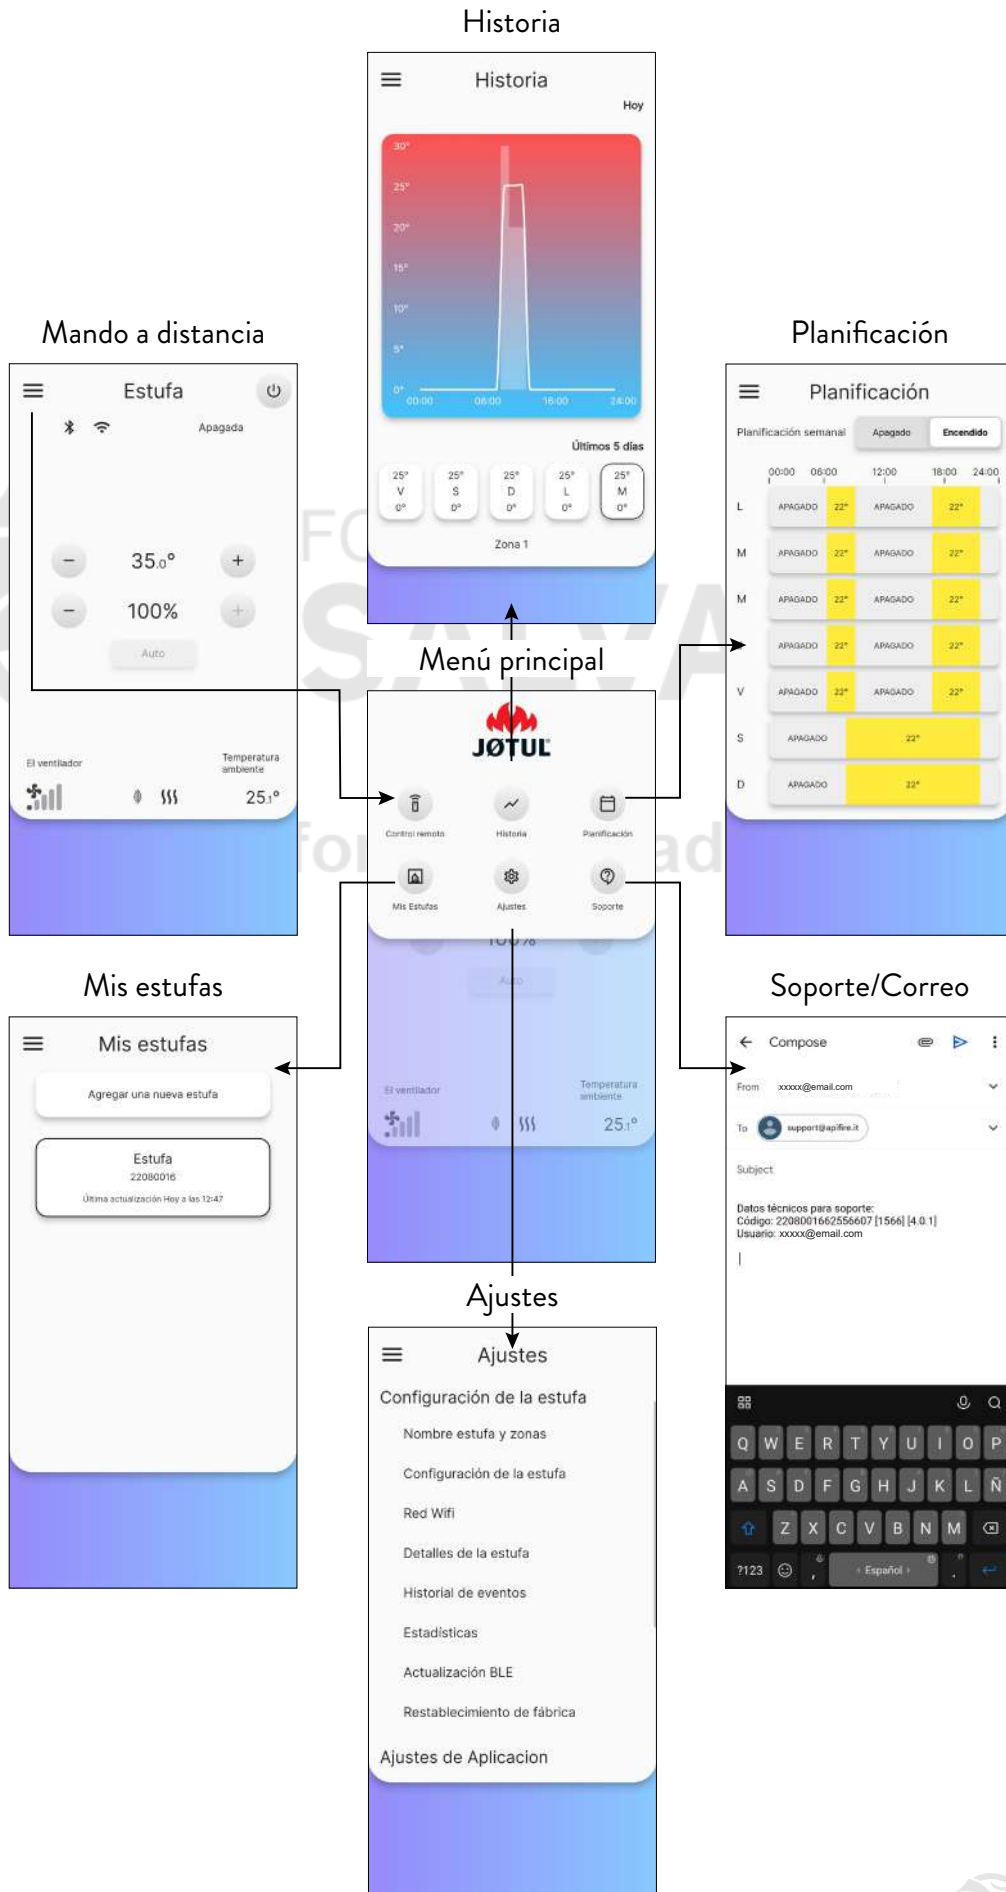 Historia
Historia
Hoy
30°
25°
20°
15°
10°
5°
0°
00:00 06:00 16:00 24:00
Últimos 5 días
25° 25° 25° 25° 25°
V S D L M
0° 0° 0° 0° 0°
Zona 1
Mando a distancia
Estufa
Apagada
35.0°
100%
Auto
El ventilador
Temperatura
ambiente
25.1°
Planificación
Planificación
Planificación semanal Apagado Encendido
00:00 06:00 12:00 18:00 24:00
L APAGADO 22° APAGADO 22°
M APAGADO 22° APAGADO 22°
M APAGADO 22° APAGADO 22°
APAGADO 22° APAGADO 22°
V APAGADO 22° APAGADO 22°
S APAGADO 22°
D APAGADO 22°
Menú principal
JØTUL
Control remoto Historia Planificación
Mis Estufas Ajustes Soporte
100%
Auto
El ventilador
Temperatura
ambiente
25.1°
Mis estufas
Mis estufas
Agregar una nueva estufa
Estufa
22080016
Última actualización Hoy a las 12:47
Soporte/Correo
Compose
From xxxxx@email.com
To support@apifire.it
Subject
Datos técnicos para soporte:
Código: 2208001662556607 [1566] [4.0.1]
Usuario: xxxxx@email.com
Q W E R T Y U I O P
A S D F G H J K L Ñ
Z X C V B N M
?123 , ‹ Español › .
Ajustes
Ajustes
Configuración de la estufa
Nombre estufa y zonas
Configuración de la estufa
Red Wifi
Detalles de la estufa
Historial de eventos
Estadísticas
Actualización BLE
Restablecimiento de fábrica
Ajustes de Aplicacion